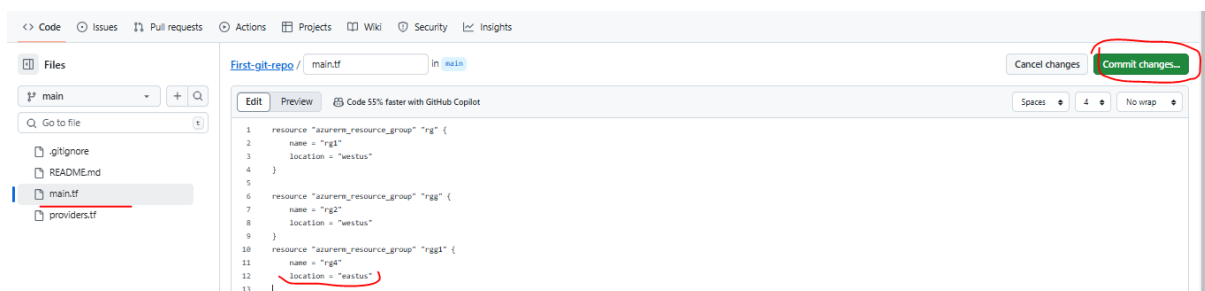 <> Code Issues Pull requests Actions Projects Wiki Security Insights
Files
First-git-repo / main.tf in main
Cancel changes Commit changes...
main
Edit Preview Code 55% faster with GitHub Copilot
Spaces 4 No wrap
Go to file t
.gitignore
README.md
main.tf
providers.tf
1 resource "azurerm_resource_group" "rg" {
2 name = "rg1"
3 location = "westus"
4 }
5
6 resource "azurerm_resource_group" "rgg" {
7 name = "rg2"
8 location = "westus"
9 }
10 resource "azurerm_resource_group" "rgg1" {
11 name = "rg4"
12 location = "eastus"
13